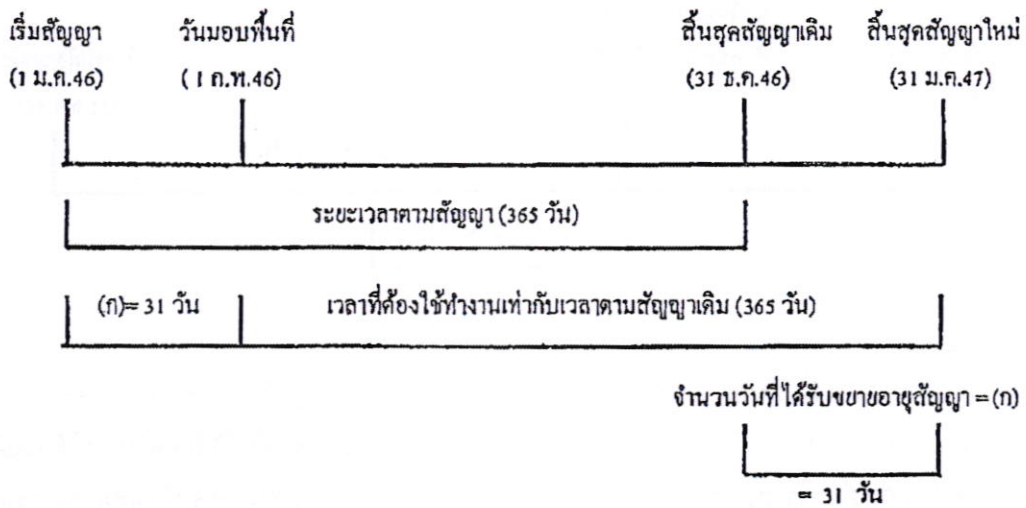 เริ่มสัญญา วันมอบพื้นที่ สิ้นสุดสัญญาเดิม สิ้นสุดสัญญาใหม่
(1 ม.ค.46) ( 1 ก.พ.46) (31 ธ.ค.46) (31 ม.ค.47)
ระยะเวลาตามสัญญา (365 วัน)
(ก)= 31 วัน เวลาที่ต้องใช้ทำงานเท่ากับเวลาตามสัญญาเดิม (365 วัน)
จำนวนวันที่ได้รับขยายอายุสัญญา = (ก)
= 31 วัน